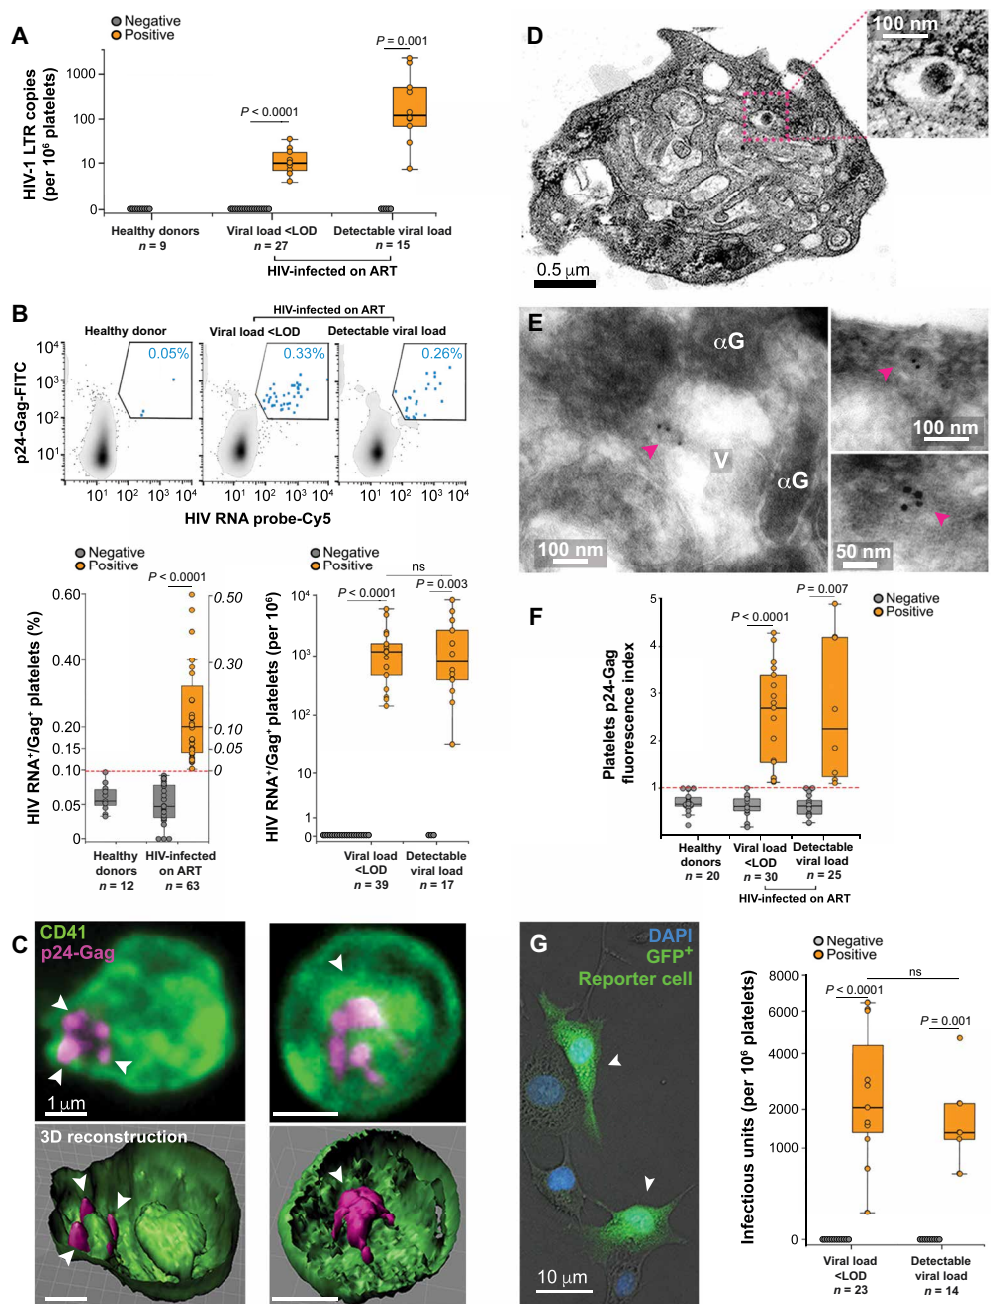 A
Negative
Positive
HIV-1 LTR copies
(per 10⁶ platelets)
1000
100
10
0
P < 0.0001
P = 0.001
Healthy donors
n = 9
Viral load <LOD
n = 27
Detectable viral load
n = 15
HIV-infected on ART
B
HIV-infected on ART
Healthy donor
Viral load <LOD
Detectable viral load
0.05%
0.33%
0.26%
p24-Gag-FITC
10⁴
10³
10²
10¹
10¹ 10² 10³ 10⁴
10¹ 10² 10³ 10⁴
10¹ 10² 10³ 10⁴
HIV RNA probe-Cy5
Negative
Positive
P < 0.0001
HIV RNA⁺/Gag⁺ platelets (%)
0.60
0.40
0.20
0.15
0.10
0.05
0
0.50
0.30
0.10
0.05
0
Healthy
donors
n = 12
HIV-infected
on ART
n = 63
Negative
Positive
ns
P < 0.0001
P = 0.003
HIV RNA⁺/Gag⁺ platelets (per 10⁶)
10⁴
10³
10²
10
1
0
Viral load
<LOD
n = 39
Detectable
viral load
n = 17
C
CD41
p24-Gag
1 μm
3D reconstruction
D
100 nm
0.5 μm
E
αG
V
αG
100 nm
100 nm
50 nm
F
Negative
Positive
P < 0.0001
P = 0.007
Platelets p24-Gag
fluorescence index
5
4
3
2
1
Healthy
donors
n = 20
Viral load
<LOD
n = 30
Detectable
viral load
n = 25
HIV-infected on ART
G
DAPI
GFP⁺
Reporter cell
10 μm
Negative
Positive
ns
P < 0.0001
P = 0.001
Infectious units (per 10⁶ platelets)
8000
6000
4000
2000
1000
0
Viral load
<LOD
n = 23
Detectable
viral load
n = 14